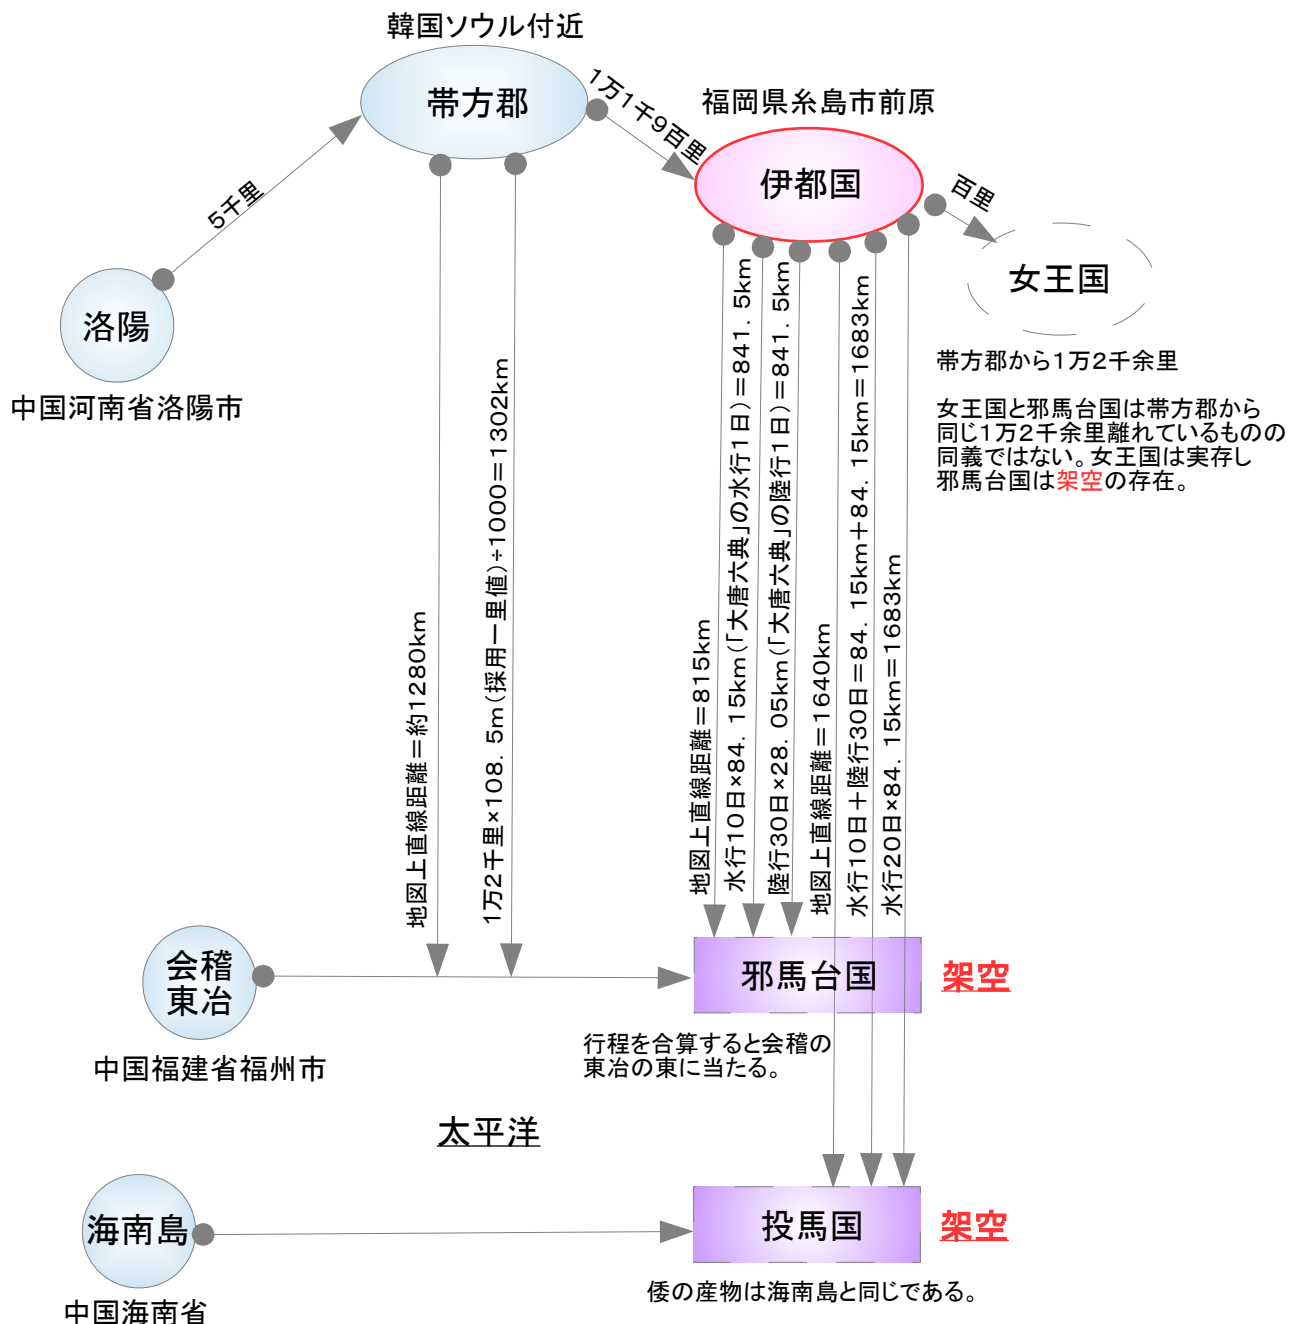 韓国ソウル付近
帯方郡
1万1千9百里
福岡県糸島市前原
伊都国
5千里
百里
女王国
洛陽
中国河南省洛陽市
帯方郡から1万2千余里
女王国と邪馬台国は帯方郡から
同じ1万2千余里離れているものの
同義ではない。女王国は実存し
邪馬台国は架空の存在。
地図上直線距離＝約1280km
1万2千里×108．5m（採用一里値）÷1000＝1302km
地図上直線距離＝815km
水行10日×84．15km（「大唐六典」の水行1日）＝841．5km
陸行30日×28．05km（「大唐六典」の陸行1日）＝841．5km
地図上直線距離＝1640km
水行10日＋陸行30日＝84．15km＋84．15km＝1683km
水行20日×84．15km＝1683km
会稽
東冶
中国福建省福州市
邪馬台国
架空
行程を合算すると会稽の
東冶の東に当たる。
太平洋
海南島
中国海南省
投馬国
架空
倭の産物は海南島と同じである。